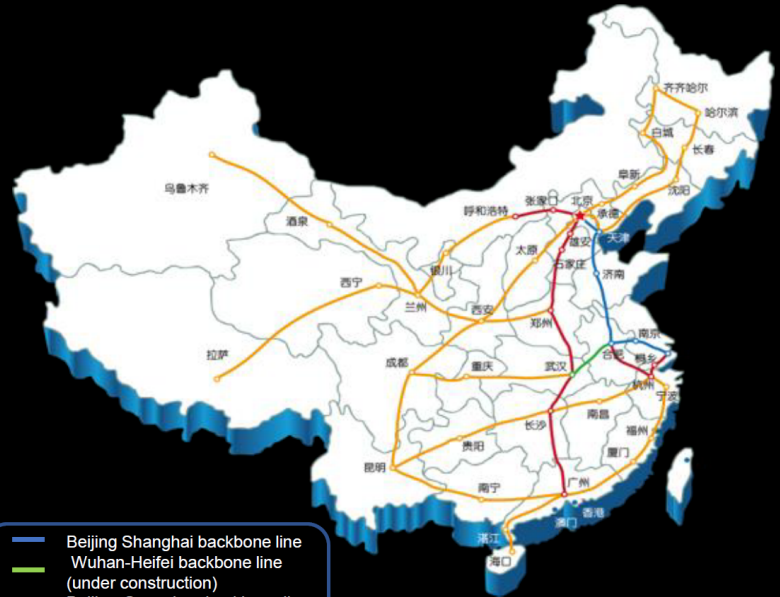 齐齐哈尔
哈尔滨
白城
长春
阜新
沈阳
乌鲁木齐
张家口
北京
呼和浩特
承德
酒泉
天津
雄安
太原
石家庄
银川
济南
西宁
兰州
西安
郑州
南京
拉萨
合肥
桐乡
成都
重庆
武汉
杭州
宁波
南昌
长沙
福州
贵阳
厦门
昆明
南宁
广州
香港
澳门
湛江
海口
Beijing Shanghai backbone line
Wuhan-Heifei backbone line
(under construction)